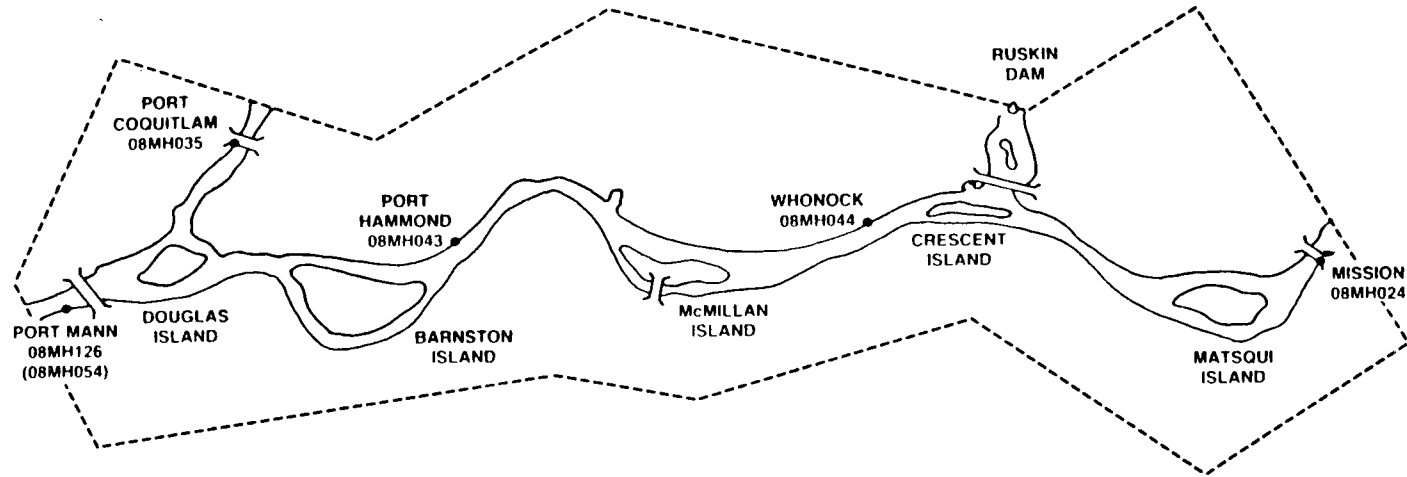 RUSKIN
DAM
PORT
COQUITLAM
08MH035
PORT
HAMMOND
08MH043
WHONOCK
08MH044
CRESCENT
ISLAND
MISSION
08MH024
PORT MANN
08MH126
(08MH054)
DOUGLAS
ISLAND
BARNSTON
ISLAND
McMILLAN
ISLAND
MATSQUI
ISLAND